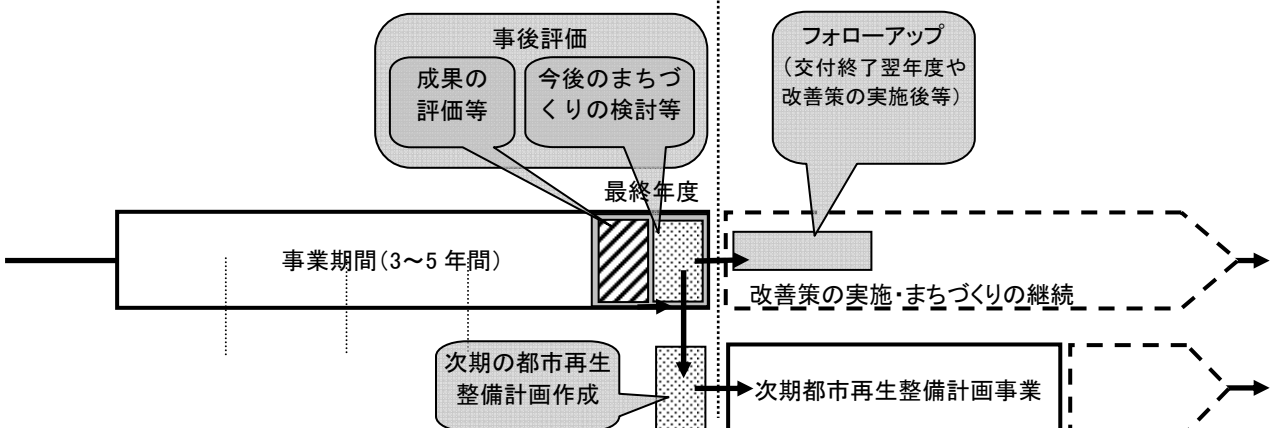 事後評価
成果の
評価等
今後のまちづ
くりの検討等
フォローアップ
(交付終了翌年度や
改善策の実施後等)
最終年度
事業期間(3~5 年間)
改善策の実施・まちづくりの継続
次期の都市再生
整備計画作成
次期都市再生整備計画事業